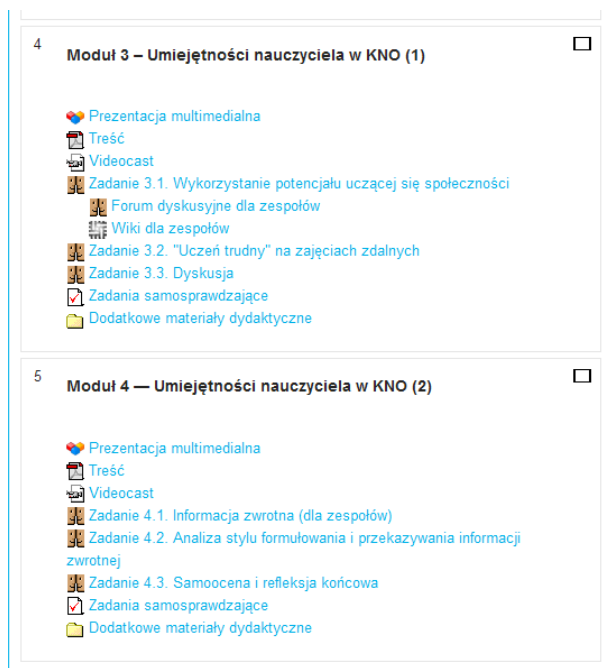 4
Moduł 3 – Umiejętności nauczyciela w KNO (1)
Prezentacja multimedialna
Treść
Videocast
Zadanie 3.1. Wykorzystanie potencjału uczącej się społeczności
Forum dyskusyjne dla zespołów
Wiki dla zespołów
Zadanie 3.2. "Uczeń trudny" na zajęciach zdalnych
Zadanie 3.3. Dyskusja
Zadania samosprawdzające
Dodatkowe materiały dydaktyczne
5
Moduł 4 — Umiejętności nauczyciela w KNO (2)
Prezentacja multimedialna
Treść
Videocast
Zadanie 4.1. Informacja zwrotna (dla zespołów)
Zadanie 4.2. Analiza stylu formułowania i przekazywania informacji
zwrotnej
Zadanie 4.3. Samoocena i refleksja końcowa
Zadania samosprawdzające
Dodatkowe materiały dydaktyczne